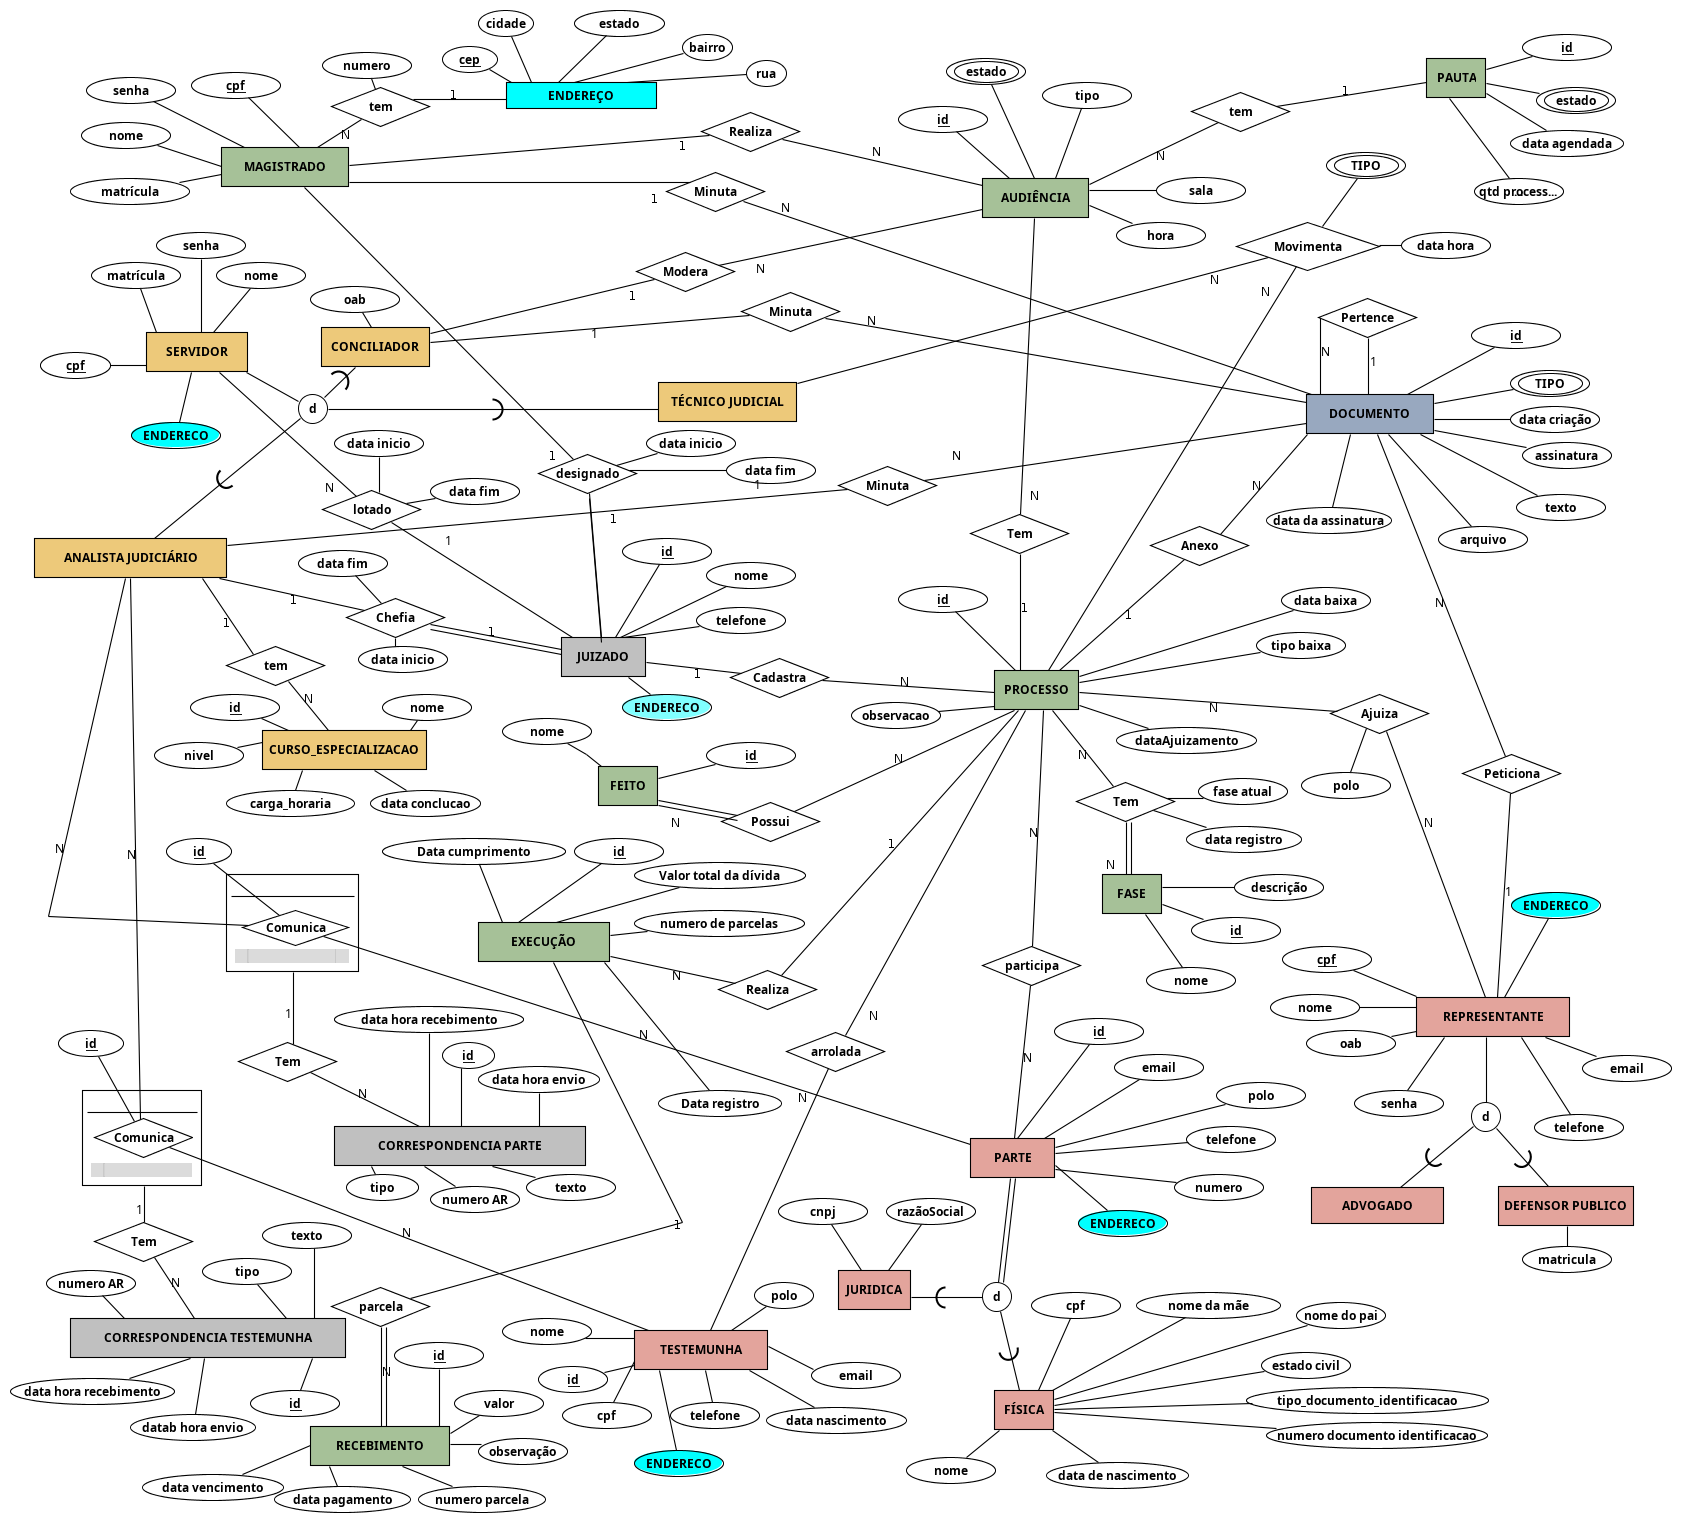 cidade
estado
cep
bairro
rua
numero
ENDEREÇO
tem
1
N
senha
cpf
nome
matrícula
MAGISTRADO
Realiza
1
N
Minuta
1
N
estado
id
tipo
AUDIÊNCIA
sala
hora
tem
1
N
id
PAUTA
estado
data agendada
qtd process...
TIPO
Movimenta
data hora
N
N
senha
matrícula
nome
SERVIDOR
cpf
ENDERECO
oab
CONCILIADOR
d
Modera
1
N
Minuta
1
N
TÉCNICO JUDICIAL
Pertence
N
1
id
TIPO
DOCUMENTO
data criação
assinatura
texto
arquivo
data da assinatura
data inicio
data fim
lotado
N
1
data inicio
data fim
designado
1
1
Minuta
1
N
ANALISTA JUDICIÁRIO
data fim
Chefia
data inicio
1
1
id
nome
telefone
JUIZADO
ENDERECO
Cadastra
1
N
Tem
N
1
Anexo
N
1
id
data baixa
tipo baixa
PROCESSO
observacao
dataAjuizamento
Ajuiza
N
N
polo
Peticiona
N
1
tem
1
N
id
nome
nivel
CURSO_ESPECIALIZACAO
carga_horaria
data conclucao
nome
id
FEITO
Possui
N
N
Tem
N
N
fase atual
data registro
FASE
descrição
id
nome
N
N
id
Comunica
N
1
Tem
N
Data cumprimento
id
Valor total da dívida
numero de parcelas
EXECUÇÃO
Data registro
Realiza
N
1
arrolada
N
N
participa
N
N
ENDERECO
cpf
nome
oab
REPRESENTANTE
senha
email
telefone
d
ADVOGADO
DEFENSOR PUBLICO
matricula
id
Comunica
N
1
Tem
N
data hora recebimento
id
data hora envio
CORRESPONDENCIA PARTE
tipo
numero AR
texto
id
email
polo
telefone
numero
PARTE
ENDERECO
cnpj
razãoSocial
JURIDICA
d
texto
tipo
numero AR
CORRESPONDENCIA TESTEMUNHA
data hora recebimento
datab hora envio
id
parcela
1
N
id
valor
observação
RECEBIMENTO
data vencimento
data pagamento
numero parcela
polo
nome
TESTEMUNHA
id
cpf
telefone
email
data nascimento
ENDERECO
cpf
nome da mãe
nome do pai
estado civil
tipo_documento_identificacao
numero documento identificacao
FÍSICA
nome
data de nascimento